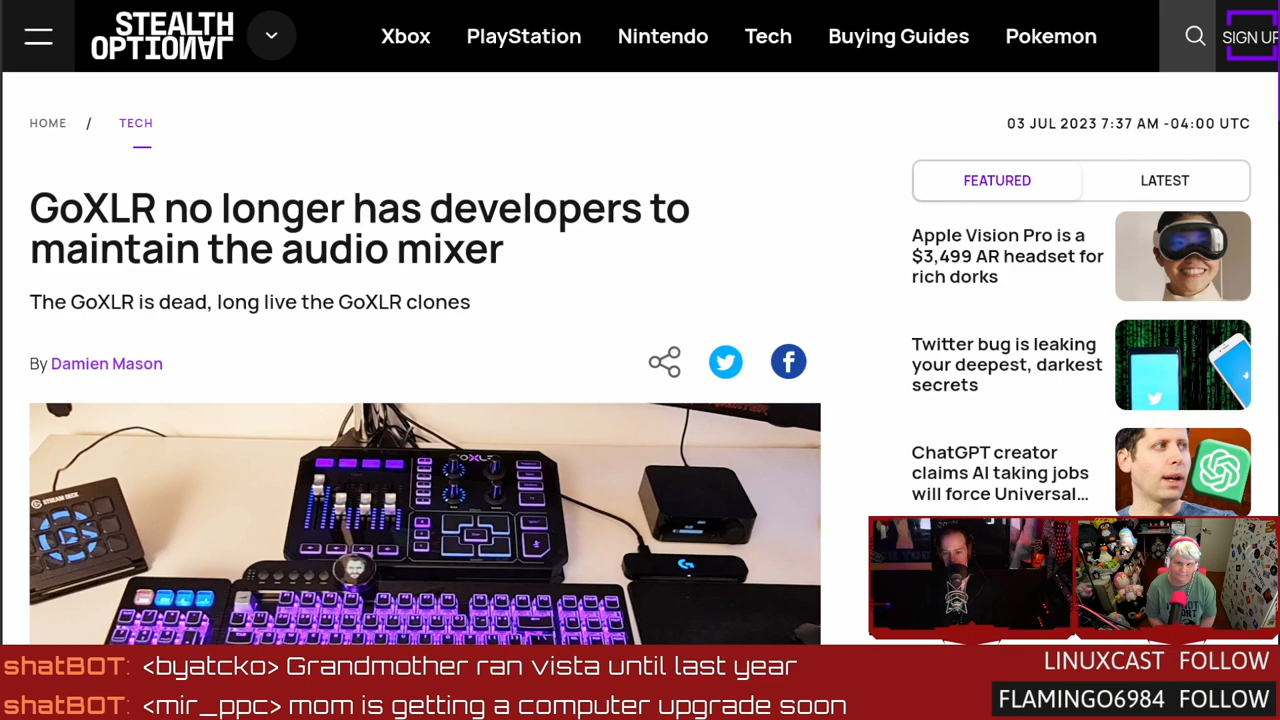 STEALTH
OPTIONAL
Xbox
PlayStation
Nintendo
Tech
Buying Guides
Pokemon
SIGN UP
HOME / TECH
03 JUL 2023 7:37 AM -04:00 UTC
GoXLR no longer has developers to
maintain the audio mixer
The GoXLR is dead, long live the GoXLR clones
By Damien Mason
FEATURED
LATEST
Apple Vision Pro is a
$3,499 AR headset for
rich dorks
Twitter bug is leaking
your deepest, darkest
secrets
ChatGPT creator
claims AI taking jobs
will force Universal...
STREAM DECK
GOXLR
shatBOT: <byatcko> Grandmother ran vista until last year
shatBOT: <mir_ppc> mom is getting a computer upgrade soon
LINUXCAST FOLLOW
FLAMINGO6984 FOLLOW